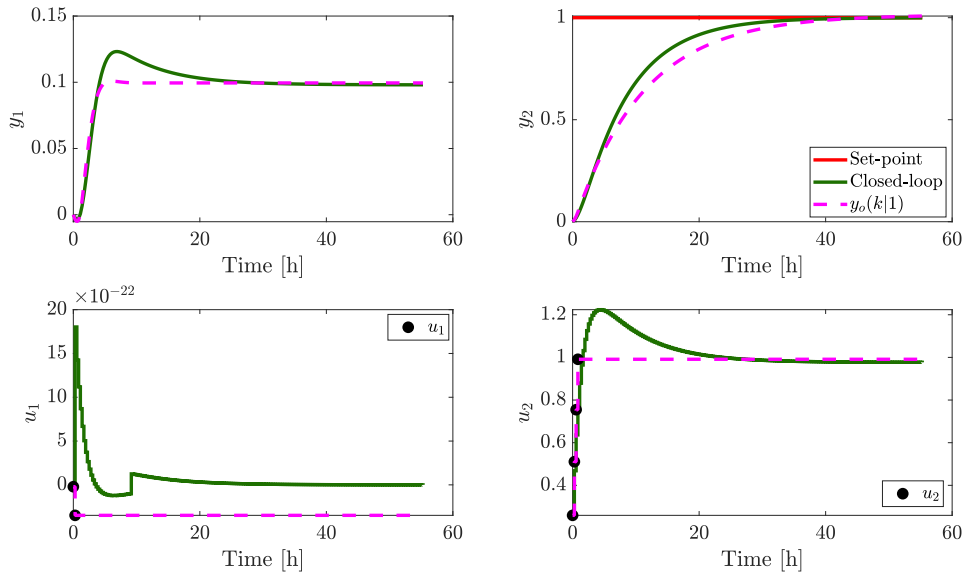 0.15
0.1
0.05
0
y₁
0 20 40 60
Time [h]
1
0.5
0
y₂
Set-point
Closed-loop
yₒ(k|1)
0 20 40 60
Time [h]
×10⁻²²
20
15
10
5
0
u₁
u₁
0 20 40 60
Time [h]
1.2
1
0.8
0.6
0.4
u₂
u₂
0 20 40 60
Time [h]